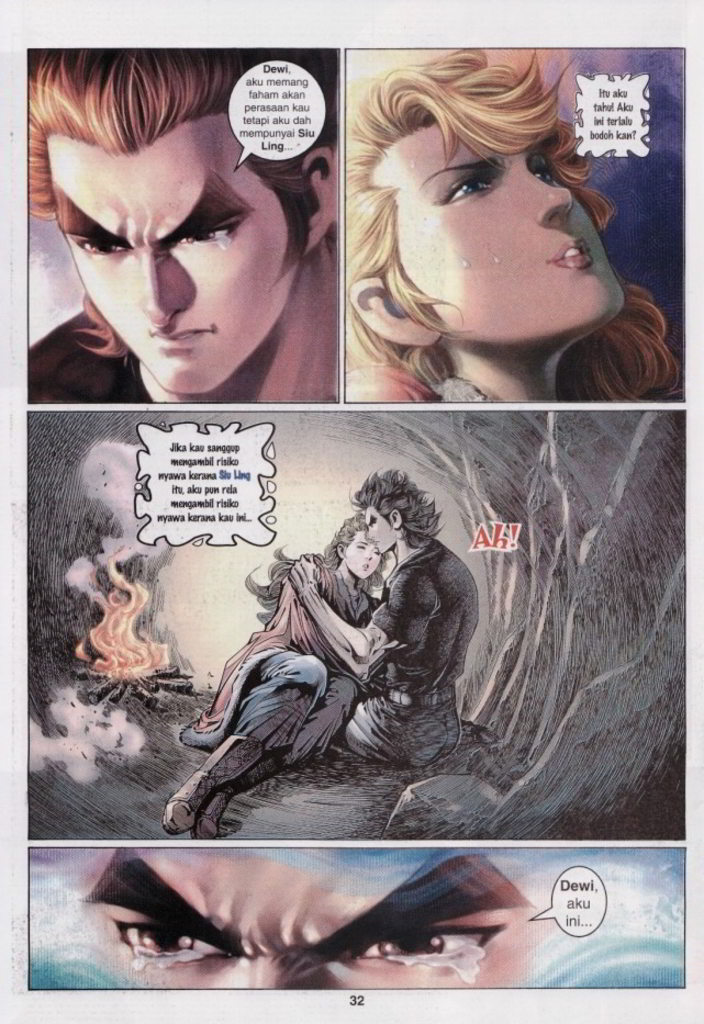 Dewi,
aku memang
faham akan
perasaan kau
tetapi aku dah
mempunyai Siu
Ling...
Itu aku
tahu! Aku
ini terlalu
bodoh kan?
Jika kau sanggup
mengambil risiko
nyawa kerana Siu Ling
itu, aku pun rela
mengambil risiko
nyawa kerana kau ini...
Ah!
Dewi,
aku
ini...
32